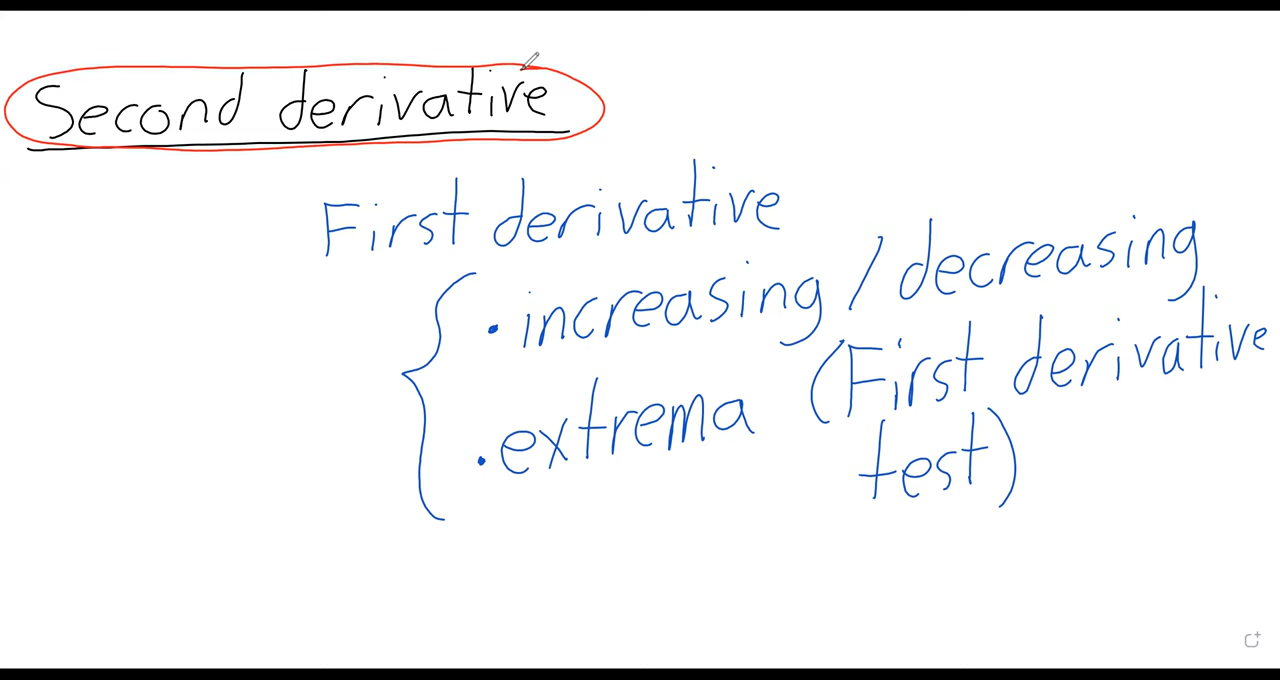 Second derivative
First derivative
• increasing / decreasing
• extrema (First derivative
test)